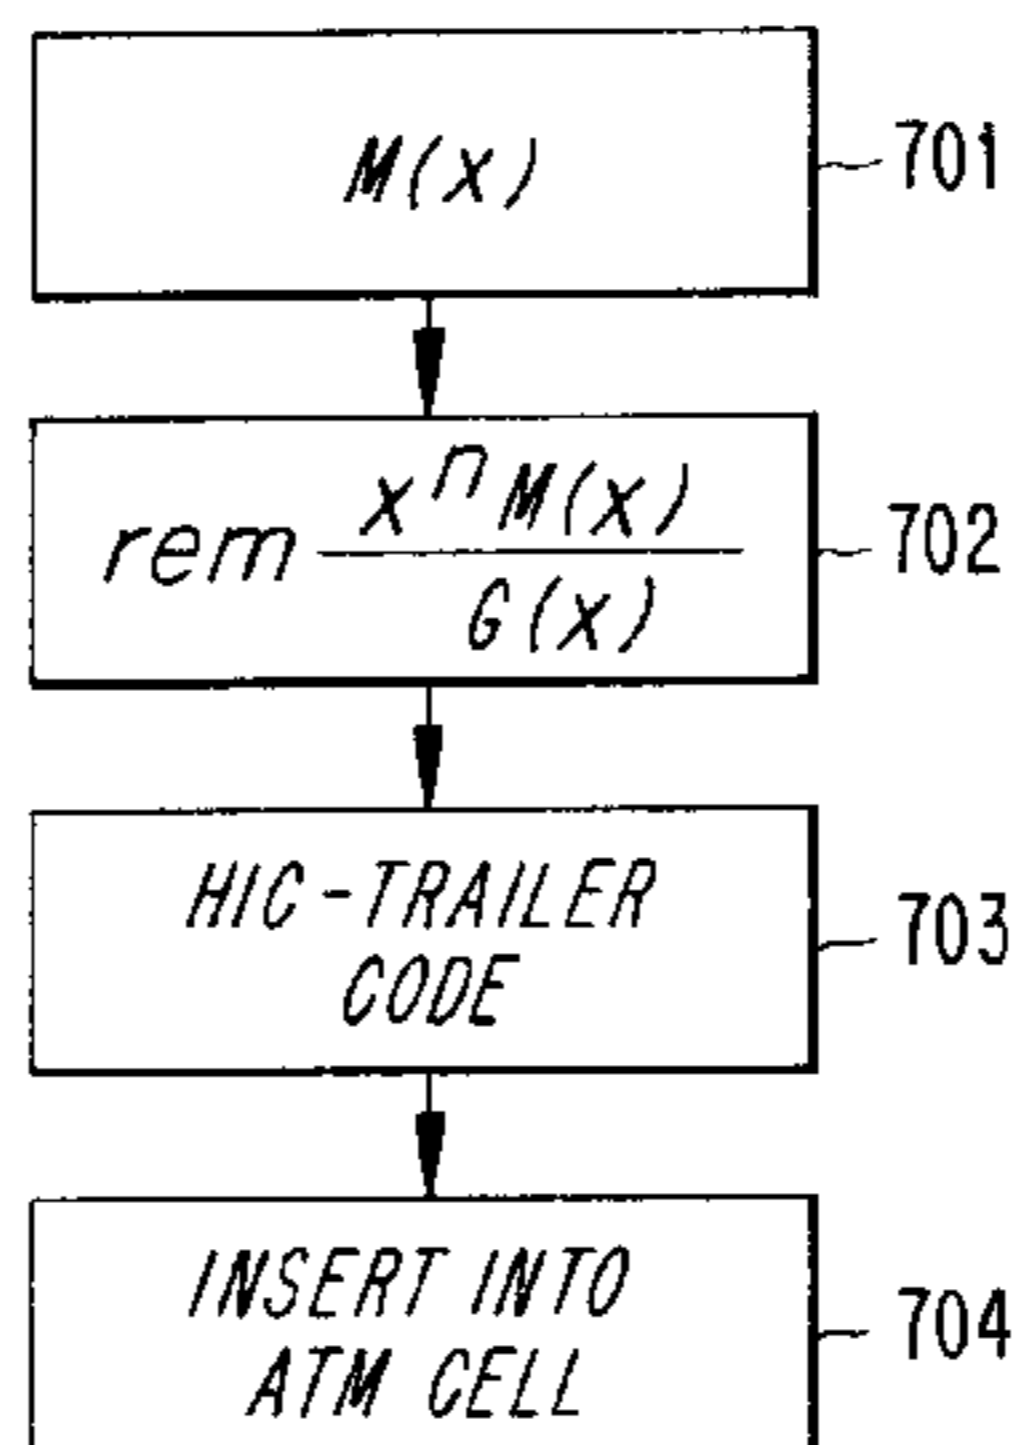 M(x)
701
rem x^n M(x)
G(x)
702
HIC-TRAILER
CODE
703
INSERT INTO
ATM CELL
704